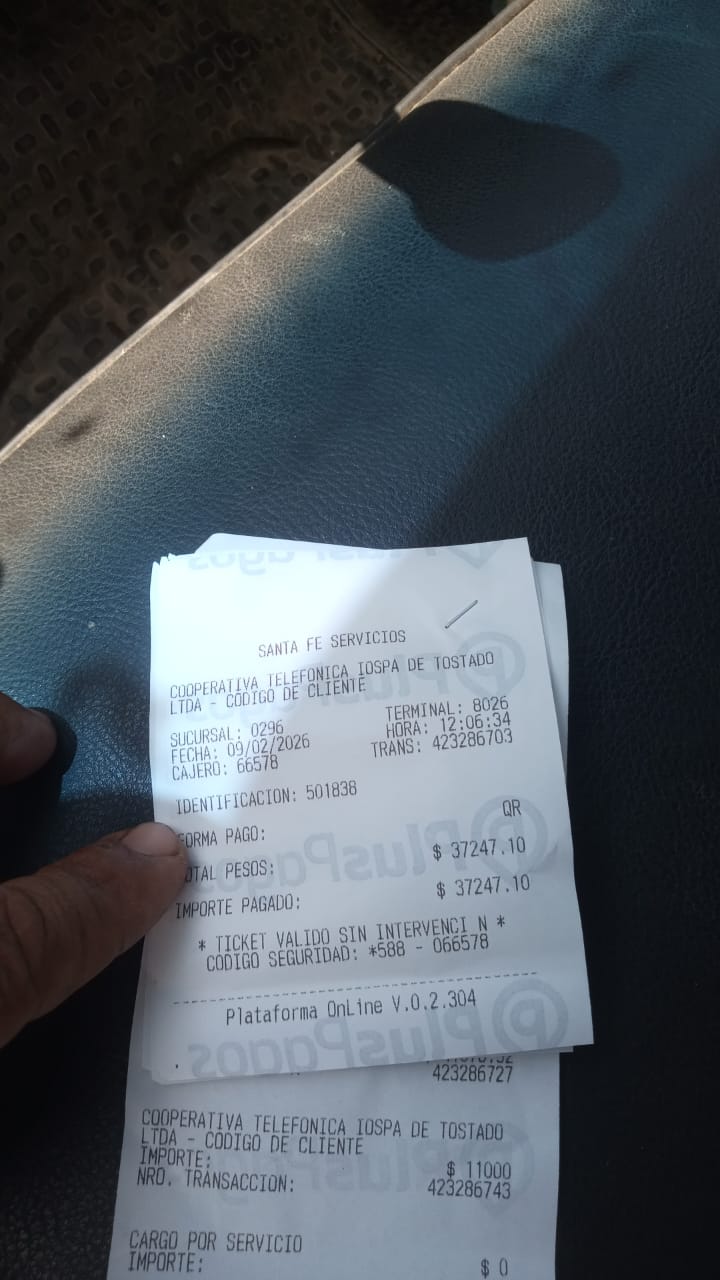 SANTA FE SERVICIOS
COOPERATIVA TELEFONICA IOSPA DE TOSTADO
LTDA - CODIGO DE CLIENTE
SUCURSAL: 0296 TERMINAL: 8026
FECHA: 09/02/2026 HORA: 12:06:34
CAJERO: 66578 TRANS: 423286703
IDENTIFICACION: 501838
FORMA PAGO: QR
OTAL PESOS: $ 37247.10
IMPORTE PAGADO: $ 37247.10
* TICKET VALIDO SIN INTERVENCI N *
CODIGO SEGURIDAD: *588 - 066578
Plataforma OnLine V.0.2.304
PlusPagos
423286727
COOPERATIVA TELEFONICA IOSPA DE TOSTADO
LTDA - CODIGO DE CLIENTE
IMPORTE: $ 11000
NRO. TRANSACCION: 423286743
CARGO POR SERVICIO
IMPORTE: $ 0